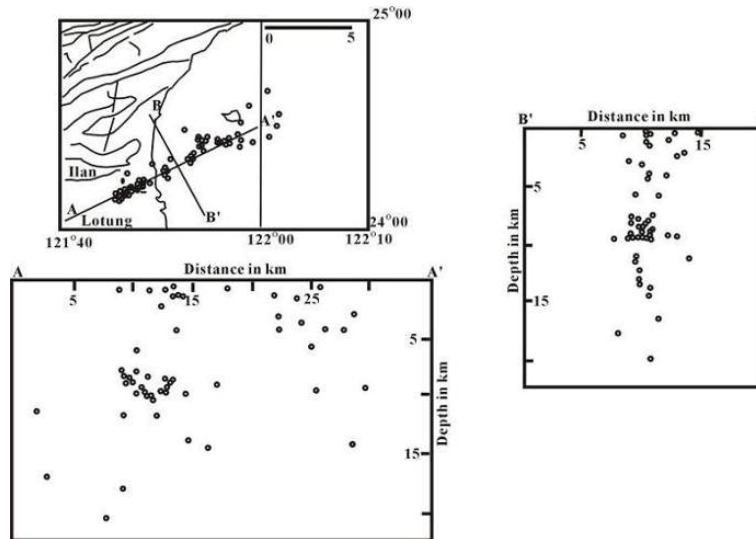 25°00
0 5
B
A'
Ilan
A
Lotung
B'
24°00
121°40
122°00
122°10
B' Distance in km
5 15
5
Depth in km
15
A Distance in km A'
5 15 25
5
Depth in km
15